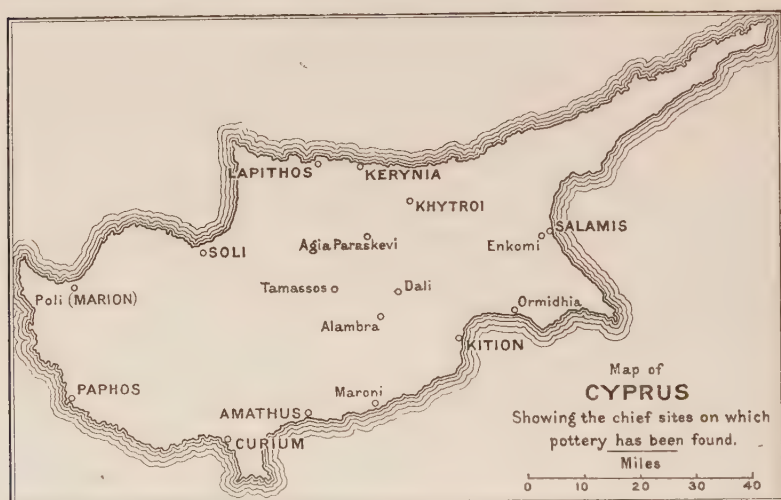 LAPITHOS
KERYNIA
KHYTROI
SALAMIS
Enkomi
Agia Paraskevi
SOLI
Tamassos
Dali
Poli (MARION)
Ormidhia
Alambra
KITION
PAPHOS
Maroni
AMATHUS
CURIUM
Map of
CYPRUS
Showing the chief sites on which
pottery has been found.
Miles
0 10 20 30 40